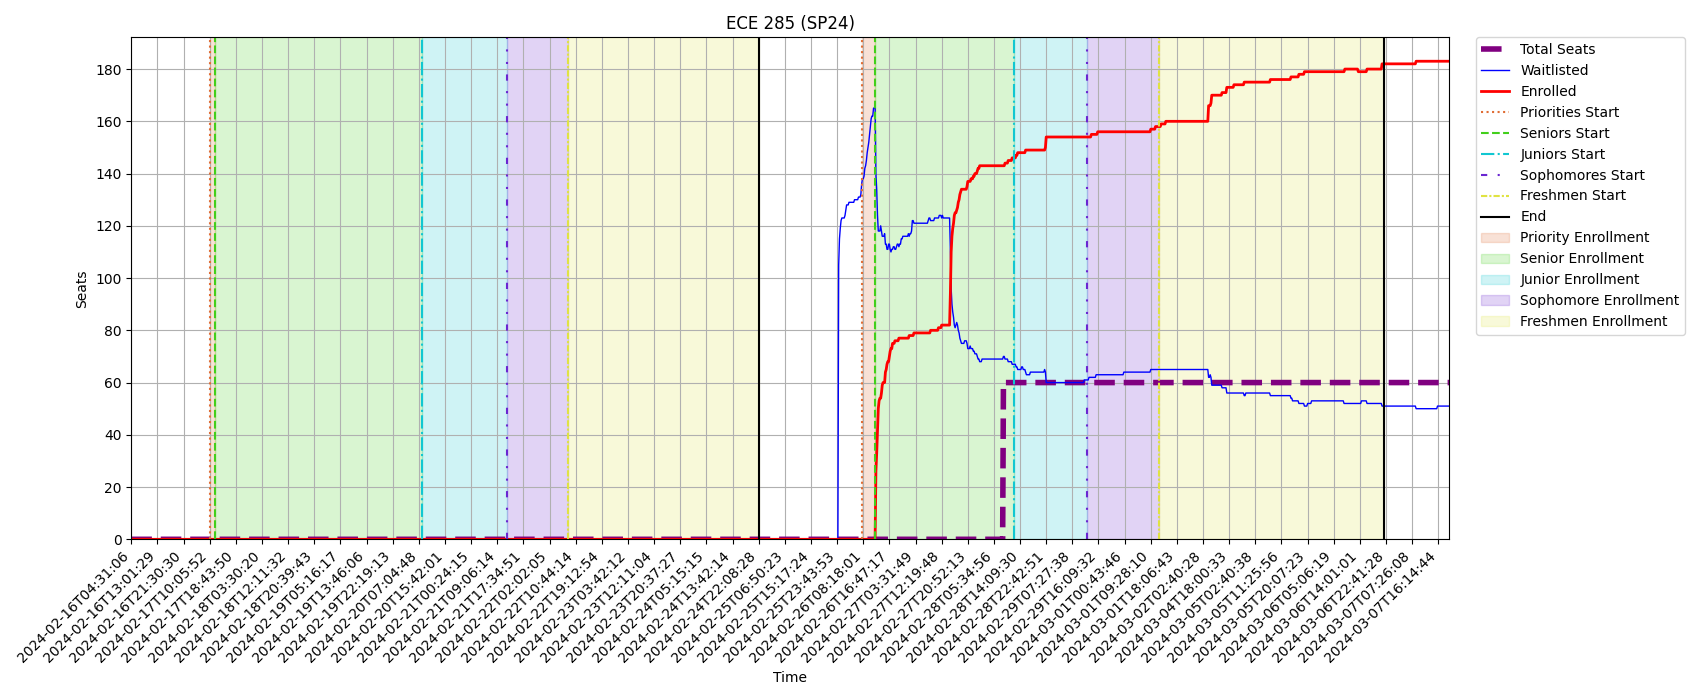 ECE 285 (SP24)
Seats
180
160
140
120
100
80
60
40
20
0
2024-02-16T04:31:06
2024-02-16T13:01:29
2024-02-16T21:30:30
2024-02-17T10:05:52
2024-02-17T18:43:50
2024-02-18T03:30:20
2024-02-18T12:11:32
2024-02-18T20:39:43
2024-02-19T05:16:17
2024-02-19T13:46:06
2024-02-19T22:19:13
2024-02-20T07:04:48
2024-02-20T15:42:01
2024-02-21T00:24:15
2024-02-21T09:06:14
2024-02-21T17:34:51
2024-02-22T02:02:05
2024-02-22T10:44:14
2024-02-22T19:12:54
2024-02-23T03:42:12
2024-02-23T12:11:04
2024-02-23T20:37:27
2024-02-24T05:15:15
2024-02-24T13:42:14
2024-02-24T22:08:28
2024-02-25T06:50:23
2024-02-25T15:17:24
2024-02-25T23:43:53
2024-02-26T08:18:01
2024-02-26T16:47:17
2024-02-27T03:31:49
2024-02-27T12:19:48
2024-02-27T20:52:13
2024-02-28T05:34:56
2024-02-28T14:09:30
2024-02-28T22:42:51
2024-02-29T07:27:38
2024-02-29T16:09:32
2024-03-01T00:43:46
2024-03-01T09:28:10
2024-03-01T18:06:43
2024-03-02T02:40:28
2024-03-04T18:00:33
2024-03-05T02:40:38
2024-03-05T11:25:56
2024-03-05T20:07:23
2024-03-06T05:06:19
2024-03-06T14:01:01
2024-03-06T22:41:28
2024-03-07T07:26:08
2024-03-07T16:14:44
Time
Total Seats
Waitlisted
Enrolled
Priorities Start
Seniors Start
Juniors Start
Sophomores Start
Freshmen Start
End
Priority Enrollment
Senior Enrollment
Junior Enrollment
Sophomore Enrollment
Freshmen Enrollment